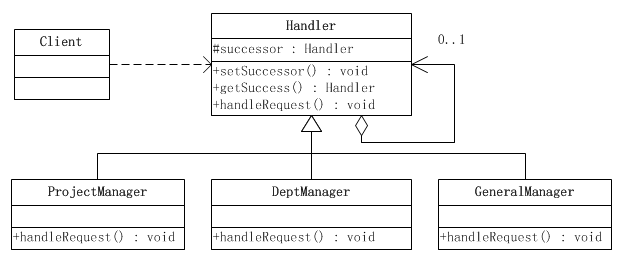 Client
Handler
#successor : Handler
+setSuccessor() : void
+getSuccess() : Handler
+handleRequest() : void
0..1
ProjectManager
+handleRequest() : void
DeptManager
+handleRequest() : void
GeneralManager
+handleRequest() : void